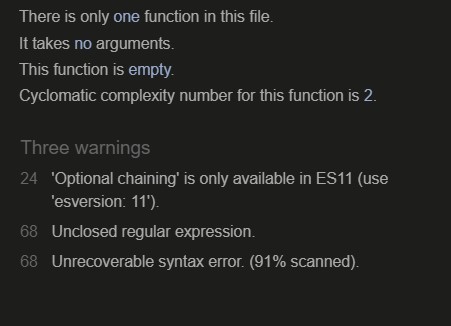 There is only one function in this file.
It takes no arguments.
This function is empty.
Cyclomatic complexity number for this function is 2.
Three warnings
24 'Optional chaining' is only available in ES11 (use
'esversion: 11').
68 Unclosed regular expression.
68 Unrecoverable syntax error. (91% scanned).